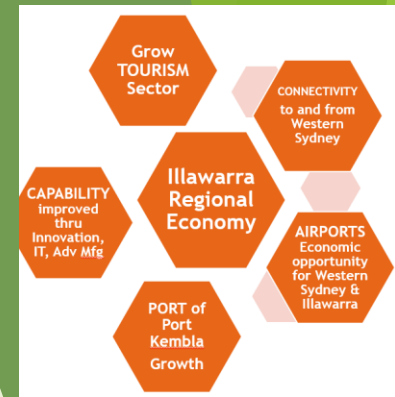 Grow
TOURISM
Sector
CONNECTIVITY
to and from
Western
Sydney
Illawarra
Regional
Economy
CAPABILITY
improved
thru
Innovation,
IT, Adv Mfg
AIRPORTS
Economic
opportunity
for Western
Sydney &
Illawarra
PORT of
Port
Kembla
Growth